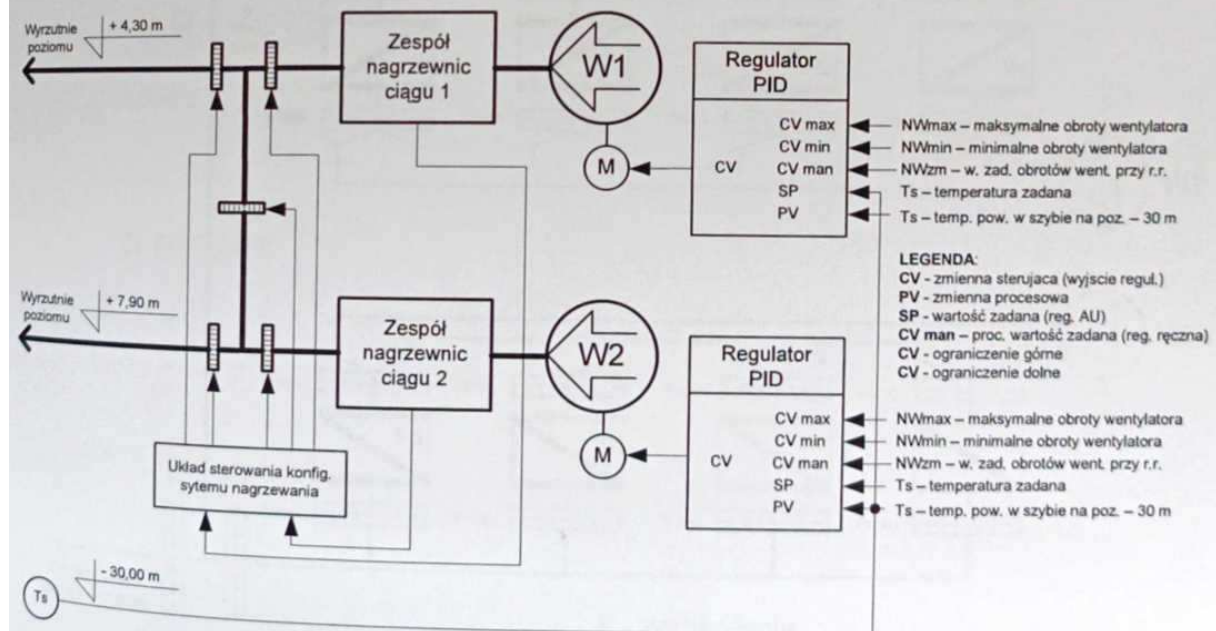 Wyrzutnie
poziomu
+ 4,30 m
Zespół
nagrzewnic
ciągu 1
W1
M
Regulator
PID
CV max
CV min
CV
CV man
SP
PV
NWmax – maksymalne obroty wentylatora
NWmin – minimalne obroty wentylatora
NWzm – w. zad. obrotów went. przy r.r.
Ts – temperatura zadana
Ts – temp. pow. w szybie na poz. – 30 m
LEGENDA:
CV - zmienna sterujaca (wyjscie reguł.)
PV - zmienna procesowa
SP - wartość zadana (reg. AU)
CV man – proc. wartość zadana (reg. ręczna)
CV - ograniczenie górne
CV - ograniczenie dolne
Wyrzutnie
poziomu
+ 7,90 m
Zespół
nagrzewnic
ciągu 2
W2
M
Regulator
PID
CV max
CV min
CV
CV man
SP
PV
NWmax – maksymalne obroty wentylatora
NWmin – minimalne obroty wentylatora
NWzm – w. zad. obrotów went. przy r.r.
Ts – temperatura zadana
Ts – temp. pow. w szybie na poz. – 30 m
Układ sterowania konfig.
sytemu nagrzewania
- 30,00 m
Ts